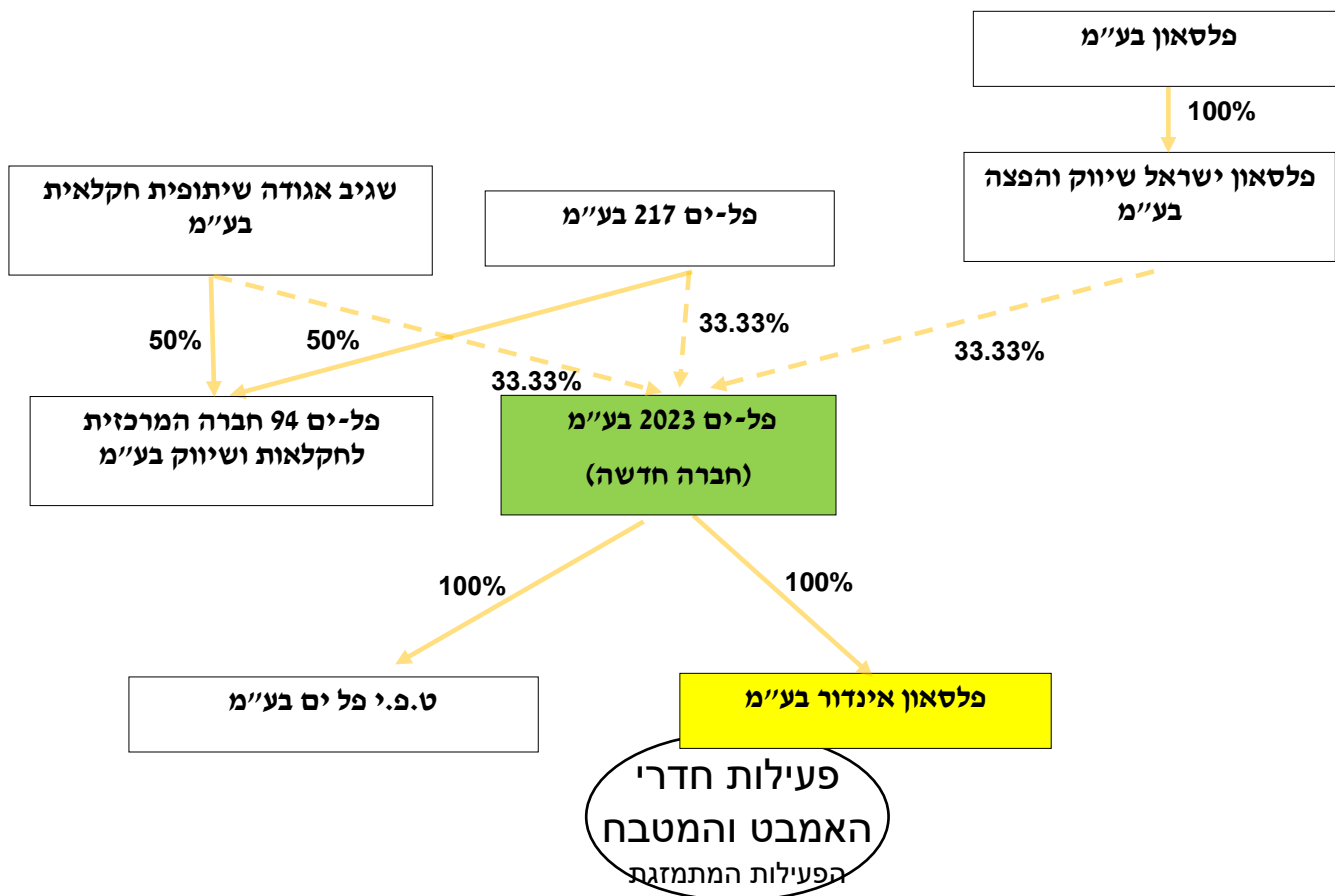 פלסאון בע״מ
100%
שגיב אגודה שיתופית חקלאית
בע״מ
פל-ים 217 בע״מ
פלסאון ישראל שיווק והפצה
בע״מ
50%
50%
33.33%
33.33%
33.33%
פל-ים 94 חברה המרכזית
לחקלאות ושיווק בע״מ
פל-ים 2023 בע״מ
(חברה חדשה)
100%
100%
ט.פ.י פל ים בע״מ
פלסאון אינדור בע״מ
פעילות חדרי
האמבט והמטבח
הפעילות המתמזגת